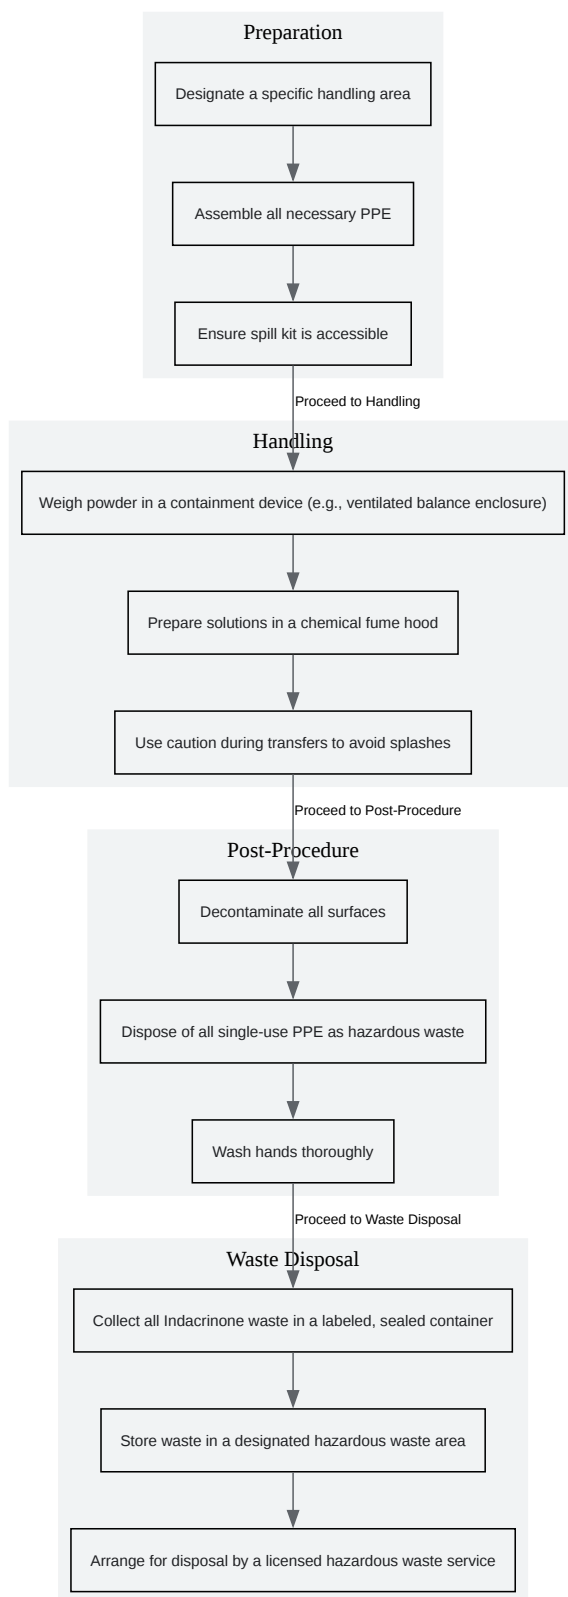 Preparation
Designate a specific handling area
Assemble all necessary PPE
Ensure spill kit is accessible
Proceed to Handling
Handling
Weigh powder in a containment device (e.g., ventilated balance enclosure)
Prepare solutions in a chemical fume hood
Use caution during transfers to avoid splashes
Proceed to Post-Procedure
Post-Procedure
Decontaminate all surfaces
Dispose of all single-use PPE as hazardous waste
Wash hands thoroughly
Proceed to Waste Disposal
Waste Disposal
Collect all Indacrinone waste in a labeled, sealed container
Store waste in a designated hazardous waste area
Arrange for disposal by a licensed hazardous waste service